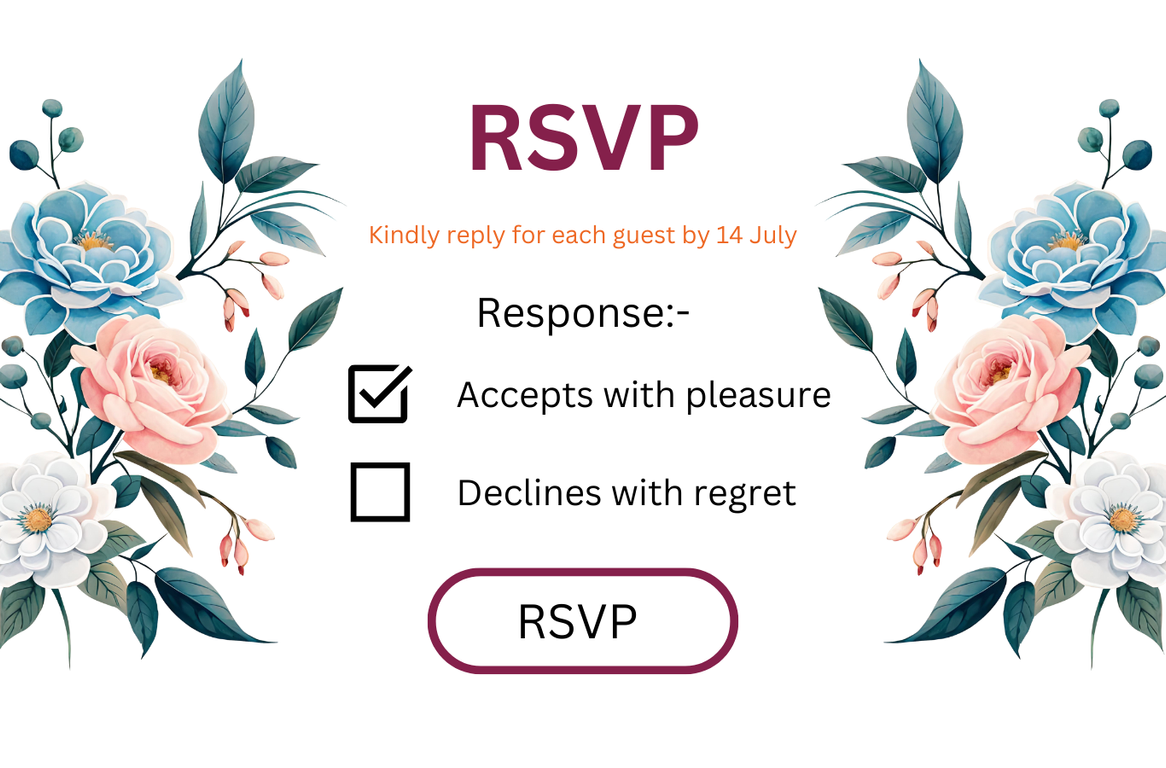 RSVP
Kindly reply for each guest by 14 July
Response:-
Accepts with pleasure
Declines with regret
RSVP